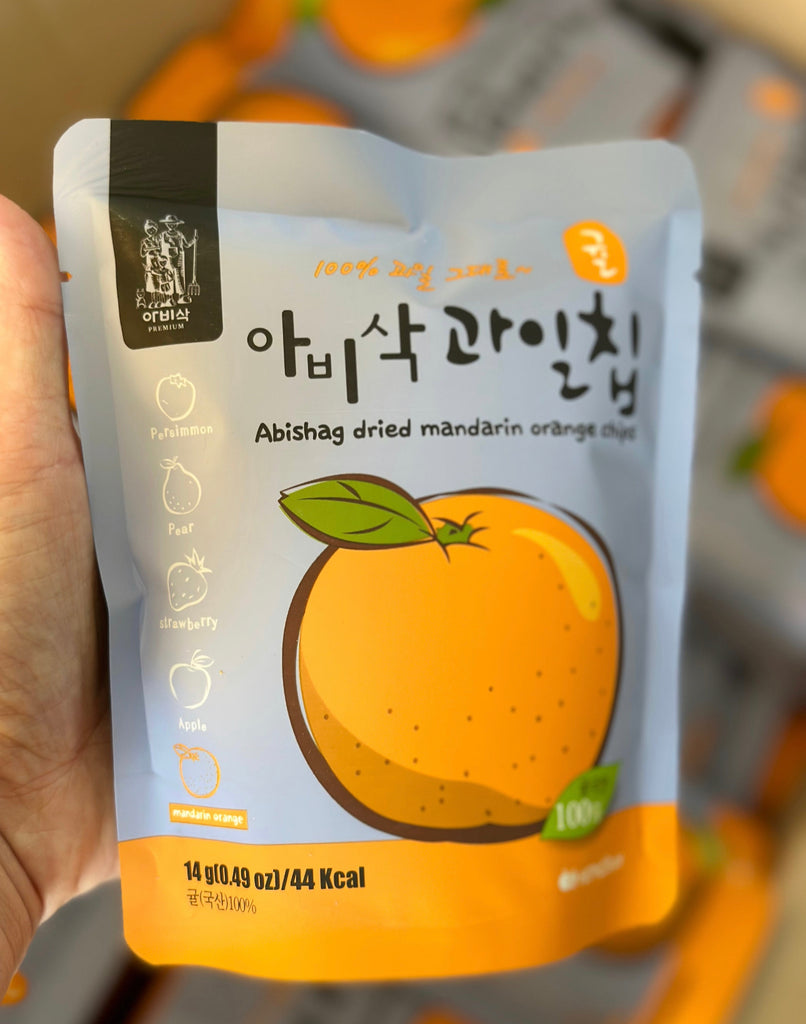 아비삭
PREMIUM
100% 과일 그대로~
귤
아비삭 과일칩
Abishag dried mandarin orange chips
Persimmon
Pear
strawberry
Apple
mandarin orange
100%
14 g(0.49 oz)/44 Kcal
귤(국산)100%